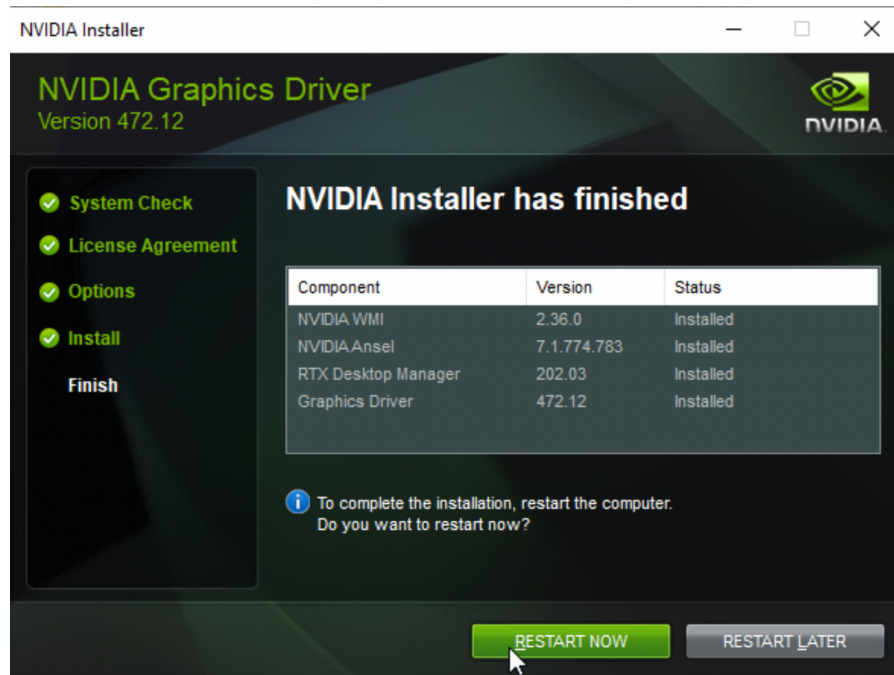 NVIDIA Installer
NVIDIA Graphics Driver
Version 472.12
NVIDIA.
System Check
License Agreement
Options
Install
Finish
NVIDIA Installer has finished
Component Version Status
NVIDIA WMI 2.36.0 Installed
NVIDIA Ansel 7.1.774.783 Installed
RTX Desktop Manager 202.03 Installed
Graphics Driver 472.12 Installed
To complete the installation, restart the computer.
Do you want to restart now?
RESTART NOW
RESTART LATER